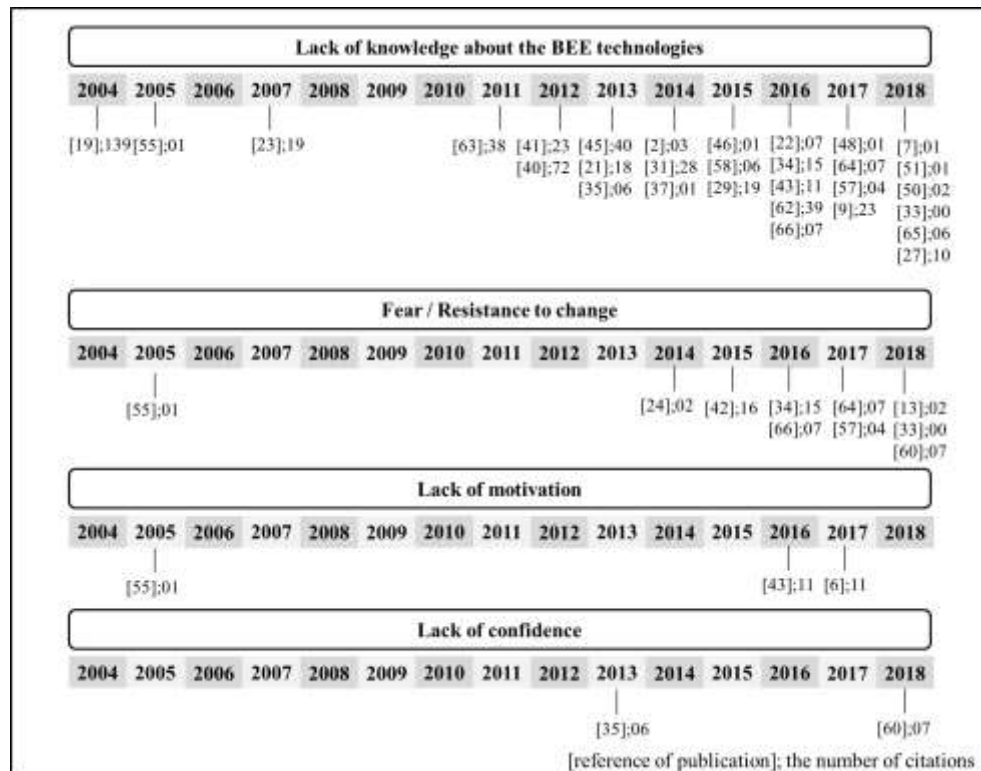 Lack of knowledge about the BEE technologies
2004 2005 2006 2007 2008 2009 2010 2011 2012 2013 2014 2015 2016 2017 2018
[19];139 [55];01 [23];19 [63];38 [41];23 [45];40 [2];03 [46];01 [22];07 [48];01 [7];01
[40];72 [21];18 [31];28 [58];06 [34];15 [64];07 [51];01
[35];06 [37];01 [29];19 [43];11 [57];04 [50];02
[62];39 [9];23 [33];00
[66];07 [65];06
[27];10
Fear / Resistance to change
2004 2005 2006 2007 2008 2009 2010 2011 2012 2013 2014 2015 2016 2017 2018
[55];01 [24];02 [42];16 [34];15 [64];07 [13];02
[66];07 [57];04 [33];00
[60];07
Lack of motivation
2004 2005 2006 2007 2008 2009 2010 2011 2012 2013 2014 2015 2016 2017 2018
[55];01 [43];11 [6];11
Lack of confidence
2004 2005 2006 2007 2008 2009 2010 2011 2012 2013 2014 2015 2016 2017 2018
[35];06 [60];07
[reference of publication]; the number of citations